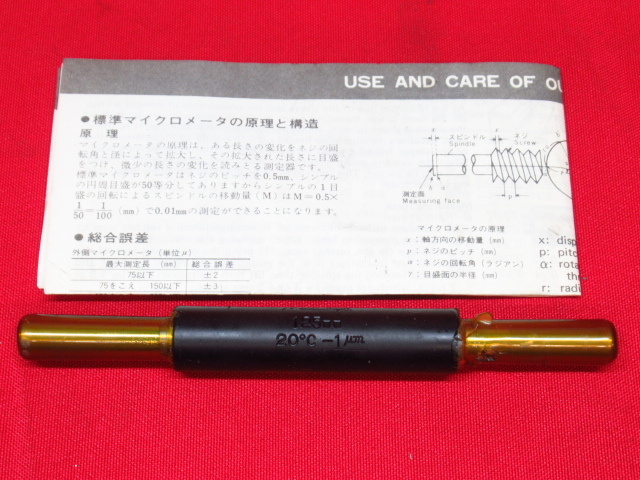 USE AND CARE OF OU
●標準マイクロメータの原理と構造
原 理
マイクロメータの原理は、ある長さの変化をネジの回
転角と径によって拡大し、その拡大された長さに目盛
をつけ、微少の長さの変化を読みとる測定器です。
標準マイクロメータはネジのピッチを0.5mm、シンブル
の円周目盛が50等分してありますからシンブルの1目
盛の回転によるスピンドルの移動量(M)はM=0.5×
1/50=1/100 (mm)で0.01mmの測定ができることになります。
●総合誤差
外側マイクロメータ(単位μ)
最大測定長 (mm) 総合誤差
75以下 ±2
75をこえ 150以下 ±3
スピンドル
Spindle
ネジ
Screw
測定面
Measuring face
p
マイクロメータの原理
x:軸方向の移動量(mm)
p:ネジのピッチ(mm)
α:ネジの回転角(ラジアン)
r:目盛面の半径(mm)
x: disp
p: pitc
α: rota
the
r: radi
125mm
20°C -1μm